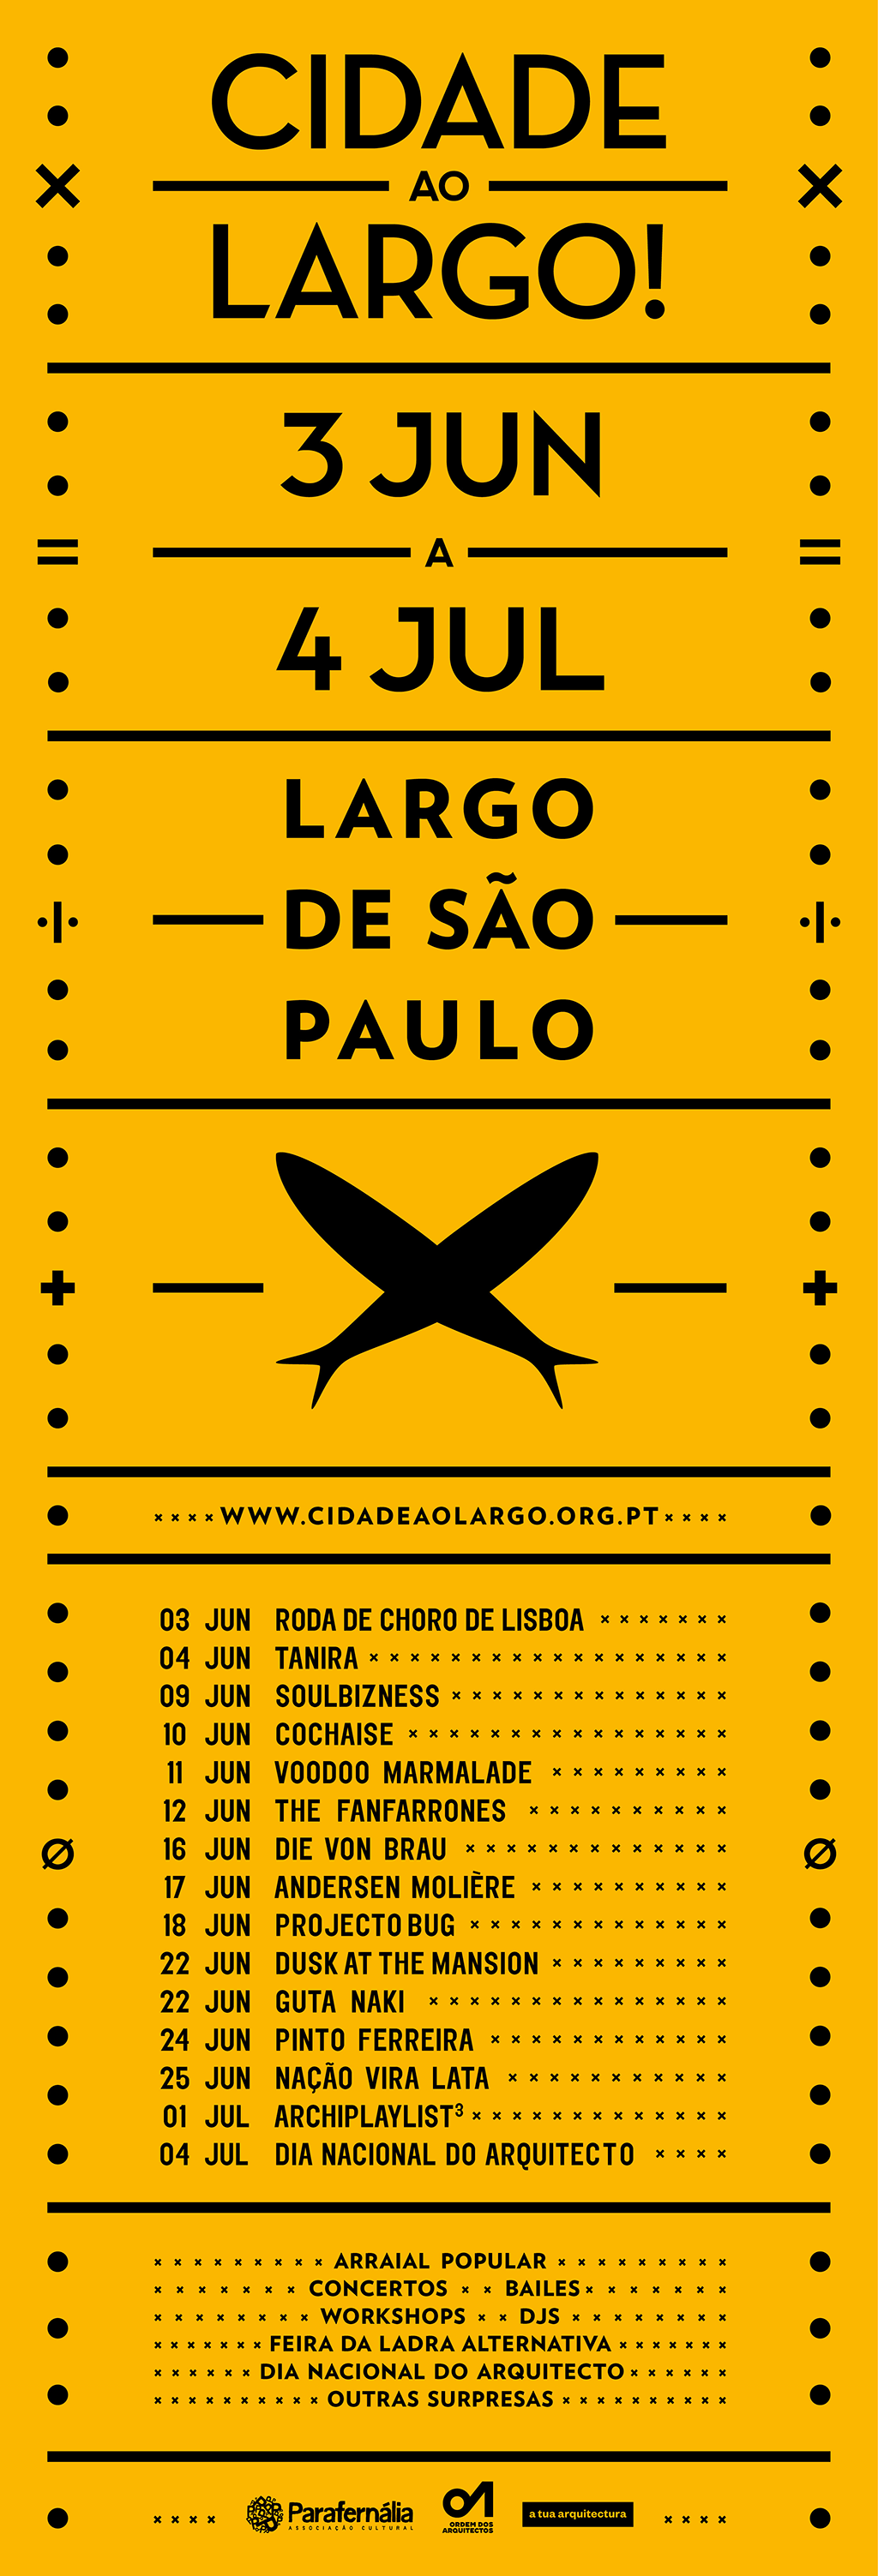 CIDADE
AO
LARGO!
3 JUN
A
4 JUL
LARGO
DE SÃO
PAULO
WWW.CIDADEAOLARGO.ORG.PT
03 JUN RODA DE CHORO DE LISBOA
04 JUN TANIRA
09 JUN SOULBIZNESS
10 JUN COCHAISE
11 JUN VOODOO MARMALADE
12 JUN THE FANFARRONES
16 JUN DIE VON BRAU
17 JUN ANDERSEN MOLIÈRE
18 JUN PROJECTO BUG
22 JUN DUSK AT THE MANSION
22 JUN GUTA NAKI
24 JUN PINTO FERREIRA
25 JUN NAÇÃO VIRA LATA
01 JUL ARCHIPLAYLIST³
04 JUL DIA NACIONAL DO ARQUITECTO
ARRAIAL POPULAR
CONCERTOS × × BAILES
WORKSHOPS × × DJS
FEIRA DA LADRA ALTERNATIVA
DIA NACIONAL DO ARQUITECTO
OUTRAS SURPRESAS
Parafernália
ASSOCIAÇÃO CULTURAL
OA
ORDEM DOS
ARQUITECTOS
a tua arquitectura